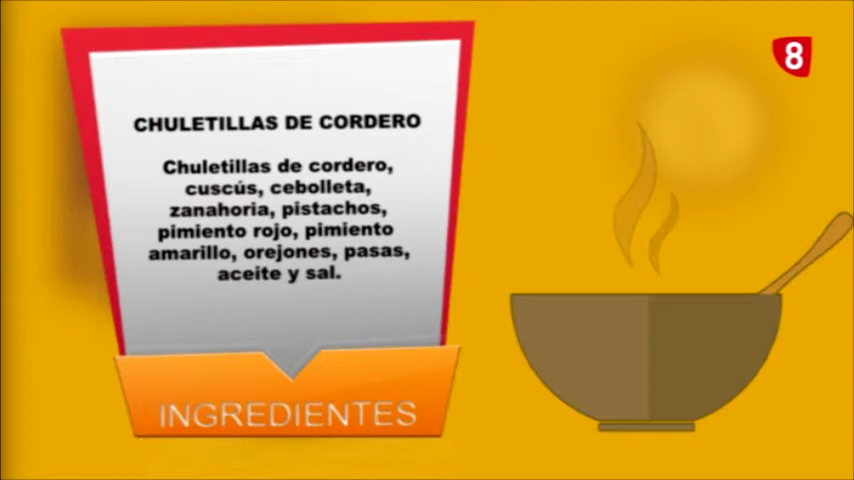 8
CHULETILLAS DE CORDERO
Chuletillas de cordero,
cuscús, cebolleta,
zanahoria, pistachos,
pimiento rojo, pimiento
amarillo, orejones, pasas,
aceite y sal.
INGREDIENTES